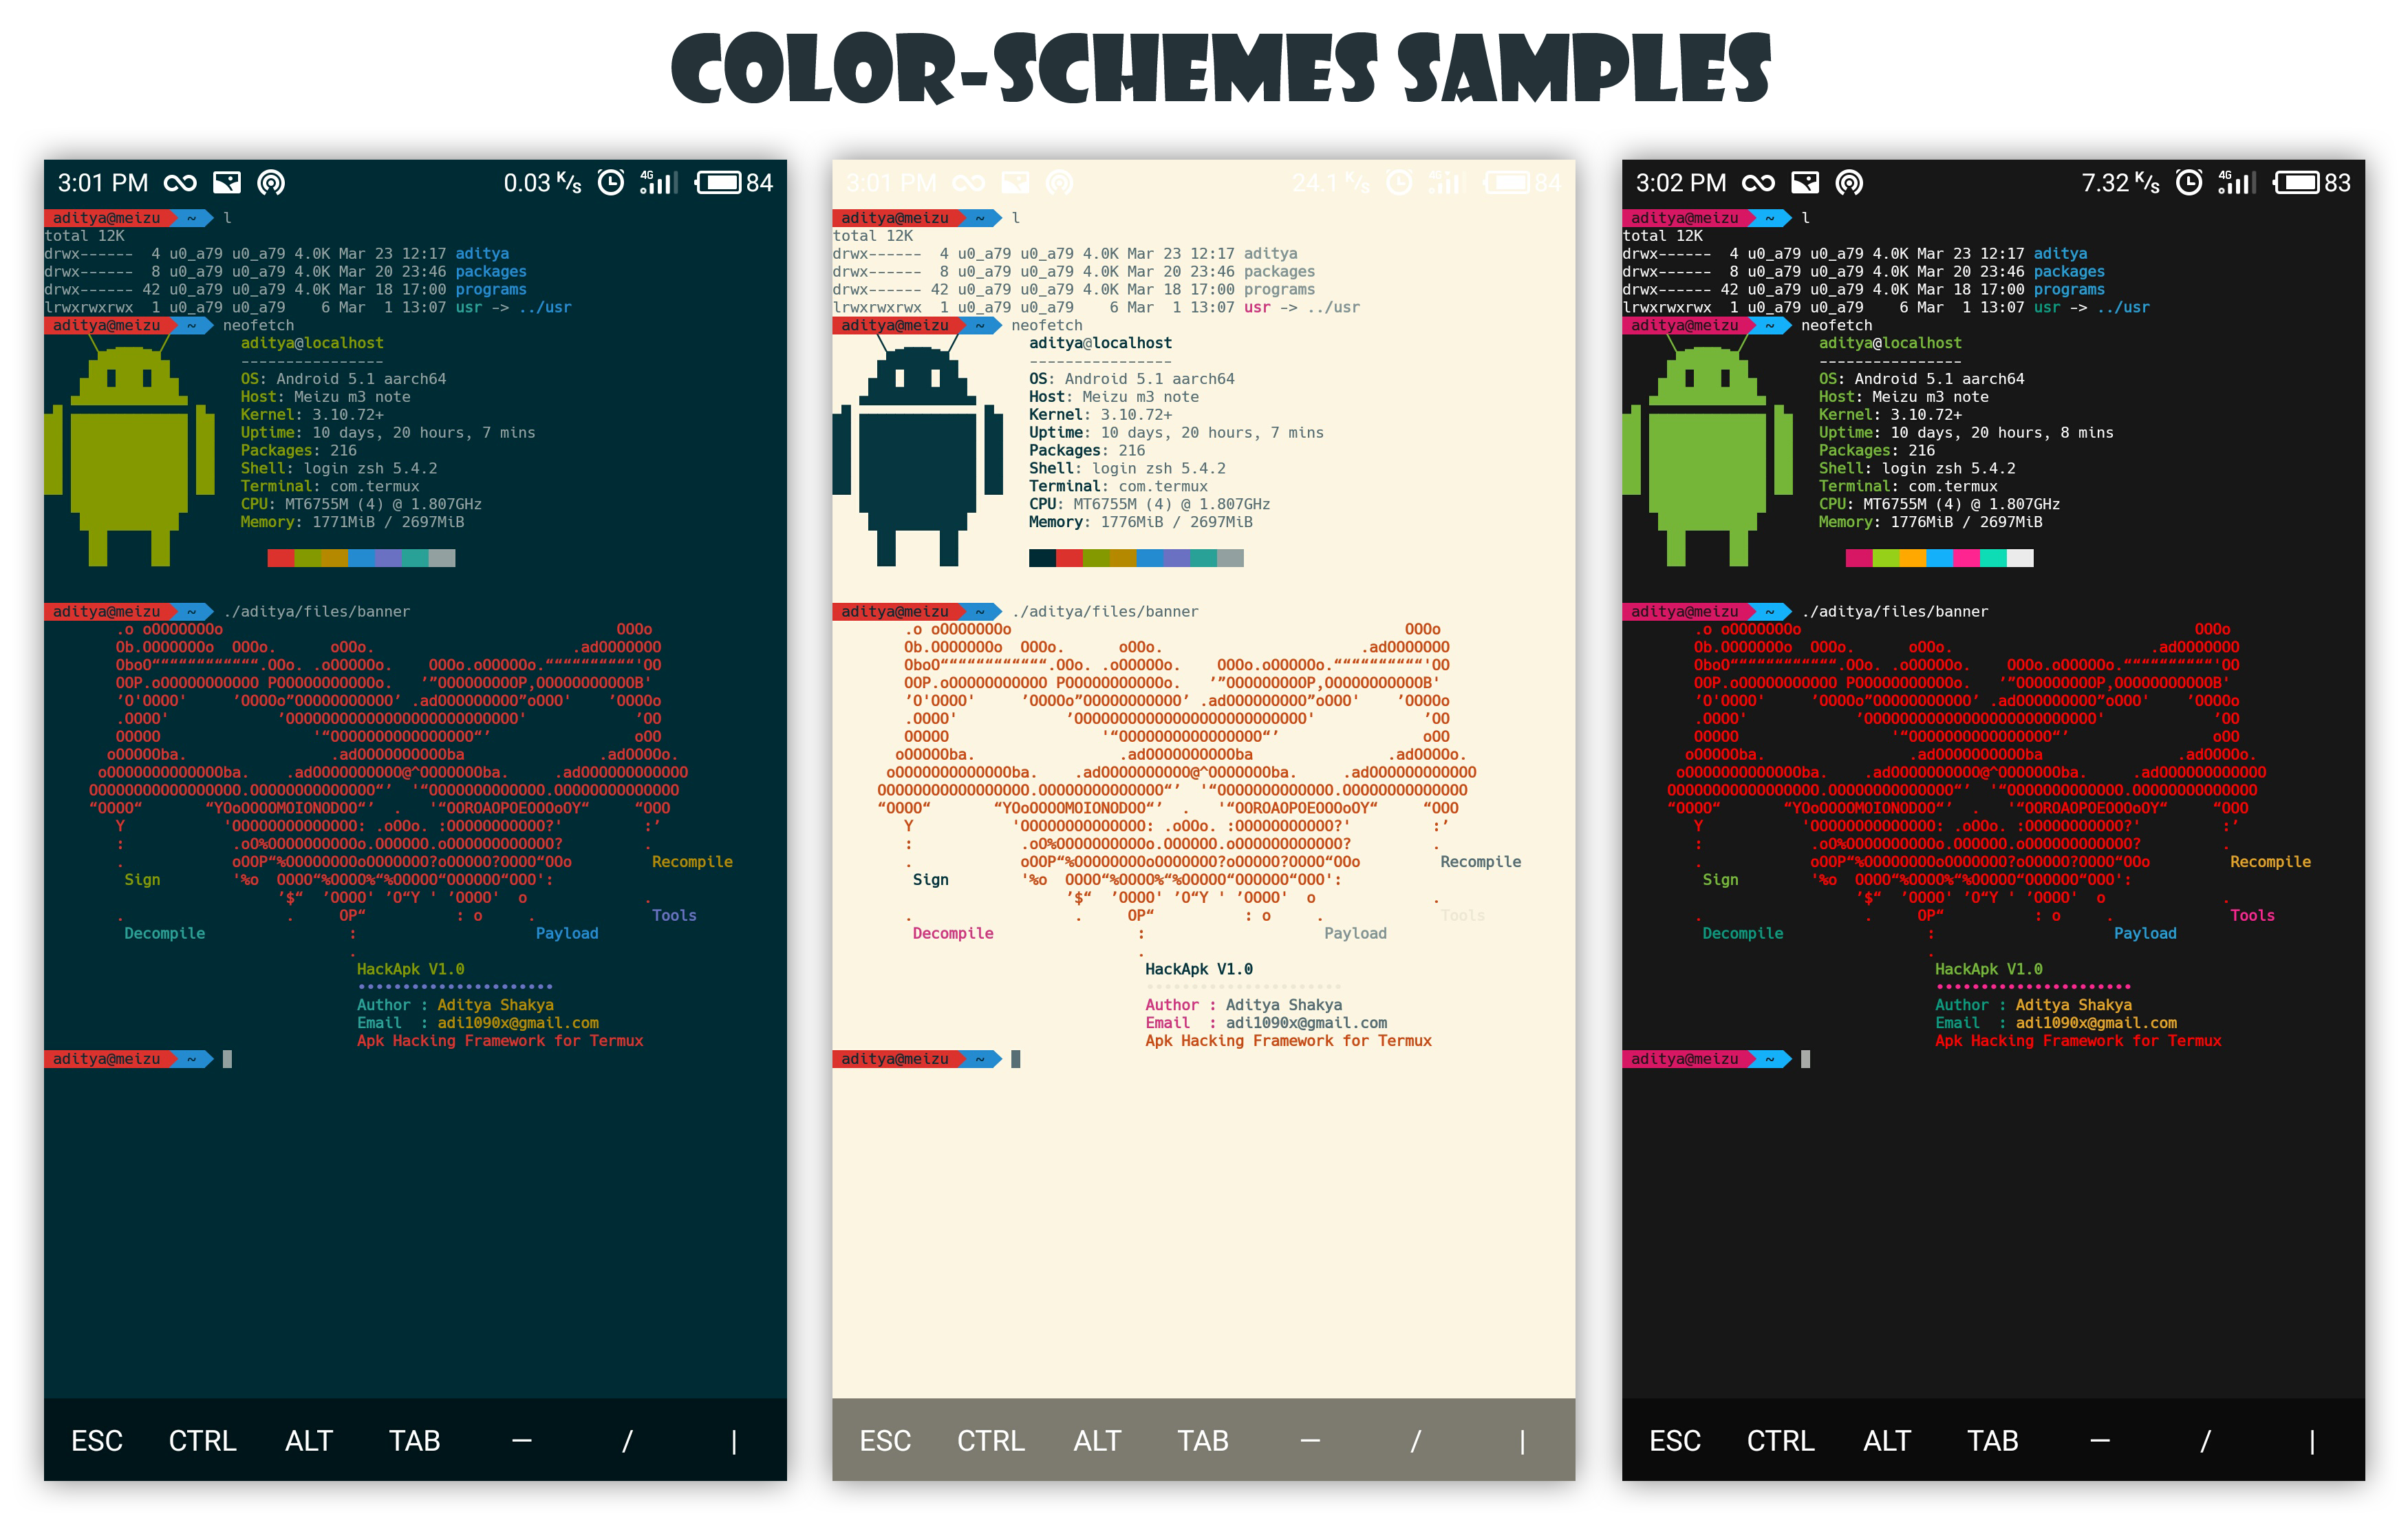 COLOR-SCHEMES SAMPLES
3:01 PM 0.03 K/s 4G 84
aditya@meizu ~ l
total 12K
drwx------ 4 u0_a79 u0_a79 4.0K Mar 23 12:17 aditya
drwx------ 8 u0_a79 u0_a79 4.0K Mar 20 23:46 packages
drwx------ 42 u0_a79 u0_a79 4.0K Mar 18 17:00 programs
lrwxrwxrwx 1 u0_a79 u0_a79 6 Mar 1 13:07 usr -> ../usr
aditya@meizu ~ neofetch
aditya@localhost
----------------
OS: Android 5.1 aarch64
Host: Meizu m3 note
Kernel: 3.10.72+
Uptime: 10 days, 20 hours, 7 mins
Packages: 216
Shell: login zsh 5.4.2
Terminal: com.termux
CPU: MT6755M (4) @ 1.807GHz
Memory: 1771MiB / 2697MiB
aditya@meizu ~ ./aditya/files/banner
Recompile
Sign
Tools
Decompile Payload
HackApk V1.0
Author : Aditya Shakya
Email : adi1090x@gmail.com
Apk Hacking Framework for Termux
aditya@meizu ~
ESC CTRL ALT TAB — / |
3:01 PM 24.1 K/s 4G 84
aditya@meizu ~ l
total 12K
drwx------ 4 u0_a79 u0_a79 4.0K Mar 23 12:17 aditya
drwx------ 8 u0_a79 u0_a79 4.0K Mar 20 23:46 packages
drwx------ 42 u0_a79 u0_a79 4.0K Mar 18 17:00 programs
lrwxrwxrwx 1 u0_a79 u0_a79 6 Mar 1 13:07 usr -> ../usr
aditya@meizu ~ neofetch
aditya@localhost
----------------
OS: Android 5.1 aarch64
Host: Meizu m3 note
Kernel: 3.10.72+
Uptime: 10 days, 20 hours, 7 mins
Packages: 216
Shell: login zsh 5.4.2
Terminal: com.termux
CPU: MT6755M (4) @ 1.807GHz
Memory: 1776MiB / 2697MiB
aditya@meizu ~ ./aditya/files/banner
Recompile
Sign
Tools
Decompile Payload
HackApk V1.0
Author : Aditya Shakya
Email : adi1090x@gmail.com
Apk Hacking Framework for Termux
aditya@meizu ~
ESC CTRL ALT TAB — / |
3:02 PM 7.32 K/s 4G 83
aditya@meizu ~ l
total 12K
drwx------ 4 u0_a79 u0_a79 4.0K Mar 23 12:17 aditya
drwx------ 8 u0_a79 u0_a79 4.0K Mar 20 23:46 packages
drwx------ 42 u0_a79 u0_a79 4.0K Mar 18 17:00 programs
lrwxrwxrwx 1 u0_a79 u0_a79 6 Mar 1 13:07 usr -> ../usr
aditya@meizu ~ neofetch
aditya@localhost
----------------
OS: Android 5.1 aarch64
Host: Meizu m3 note
Kernel: 3.10.72+
Uptime: 10 days, 20 hours, 8 mins
Packages: 216
Shell: login zsh 5.4.2
Terminal: com.termux
CPU: MT6755M (4) @ 1.807GHz
Memory: 1776MiB / 2697MiB
aditya@meizu ~ ./aditya/files/banner
Recompile
Sign
Tools
Decompile Payload
HackApk V1.0
Author : Aditya Shakya
Email : adi1090x@gmail.com
Apk Hacking Framework for Termux
aditya@meizu ~
ESC CTRL ALT TAB — / |